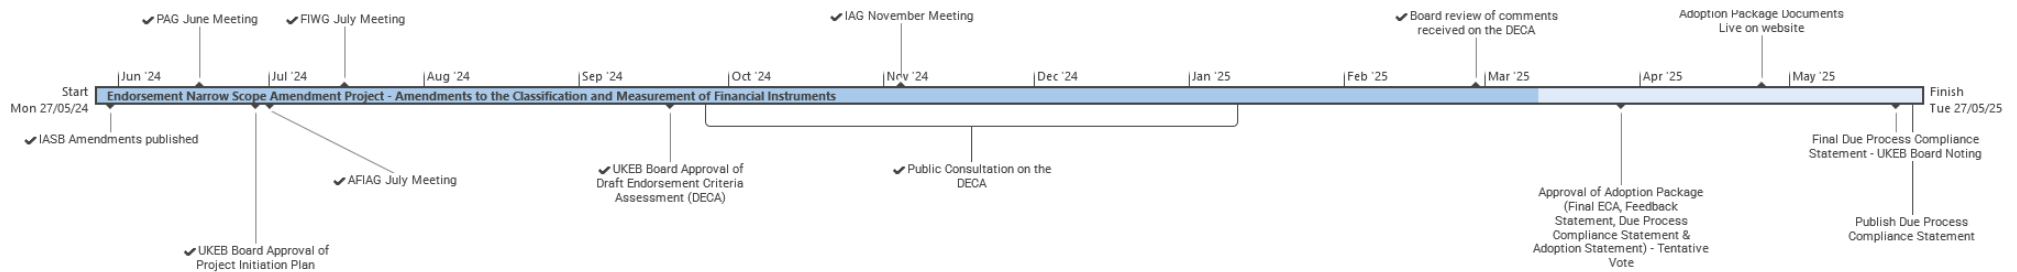 ✔PAG June Meeting
✔FIWG July Meeting
✔IAG November Meeting
✔Board review of comments
received on the DECA
Adoption Package Documents
Live on website
Jun '24
Jul '24
Aug '24
Sep '24
Oct '24
Nov '24
Dec '24
Jan '25
Feb '25
Mar '25
Apr '25
May '25
Start
Mon 27/05/24
Endorsement Narrow Scope Amendment Project - Amendments to the Classification and Measurement of Financial Instruments
Finish
Tue 27/05/25
✔IASB Amendments published
✔UKEB Board Approval of
Project Initiation Plan
✔AFIAG July Meeting
✔UKEB Board Approval of
Draft Endorsement Criteria
Assessment (DECA)
✔Public Consultation on the
DECA
Approval of Adoption Package
(Final ECA, Feedback
Statement, Due Process
Compliance Statement &
Adoption Statement) - Tentative
Vote
Final Due Process Compliance
Statement - UKEB Board Noting
Publish Due Process
Compliance Statement